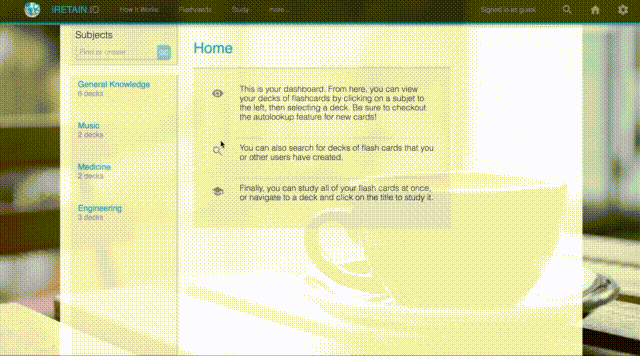 iRETAIN.IO
How It Works
Flashcards
Study
more...
Signed in as guest
Subjects
Find or create
GO
General Knowledge
6 decks
Music
2 decks
Medicine
2 decks
Engineering
3 decks
Home
This is your dashboard. From here, you can view
your decks of flashcards by clicking on a subjet to
the left, then selecting a deck. Be sure to checkout
the autolookup feature for new cards!
You can also search for decks of flash cards that you
or other users have created.
Finally, you can study all of your flash cards at once,
or navigate to a deck and click on the title to study it.